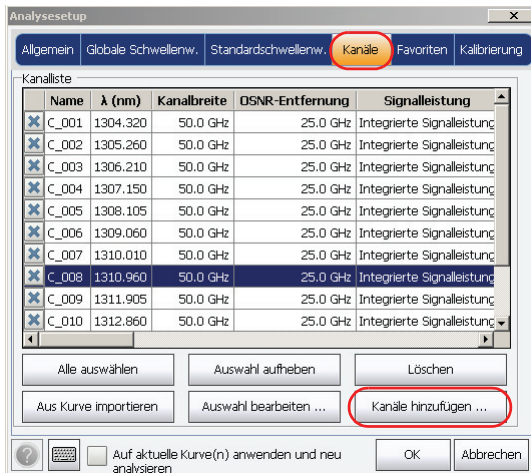 Analysesetup
Allgemein Globale Schwellenw. Standardschwellenw. Kanäle Favoriten Kalibrierung
Kanalliste
Name λ (nm) Kanalbreite OSNR-Entfernung Signalleistung
C_001 1304.320 50.0 GHz 25.0 GHz Integrierte Signalleistung
C_002 1305.260 50.0 GHz 25.0 GHz Integrierte Signalleistung
C_003 1306.210 50.0 GHz 25.0 GHz Integrierte Signalleistung
C_004 1307.150 50.0 GHz 25.0 GHz Integrierte Signalleistung
C_005 1308.105 50.0 GHz 25.0 GHz Integrierte Signalleistung
C_006 1309.060 50.0 GHz 25.0 GHz Integrierte Signalleistung
C_007 1310.010 50.0 GHz 25.0 GHz Integrierte Signalleistung
C_008 1310.960 50.0 GHz 25.0 GHz Integrierte Signalleistung
C_009 1311.905 50.0 GHz 25.0 GHz Integrierte Signalleistung
C_010 1312.860 50.0 GHz 25.0 GHz Integrierte Signalleistung
Alle auswählen Auswahl aufheben Löschen
Aus Kurve importieren Auswahl bearbeiten ... Kanäle hinzufügen ...
Auf aktuelle Kurve(n) anwenden und neu
analysieren
OK Abbrechen